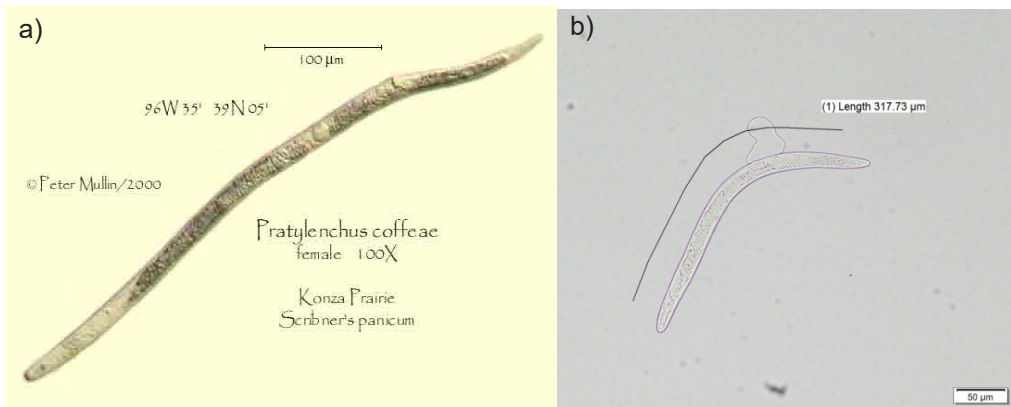 a)
100 µm
96W 35' 39N 05'
©Peter Mullin/2000
Pratylenchus coffeae
female 100X
Konza Prairie
Scribner's panicum
b)
(1) Length 317.73 µm
50 µm